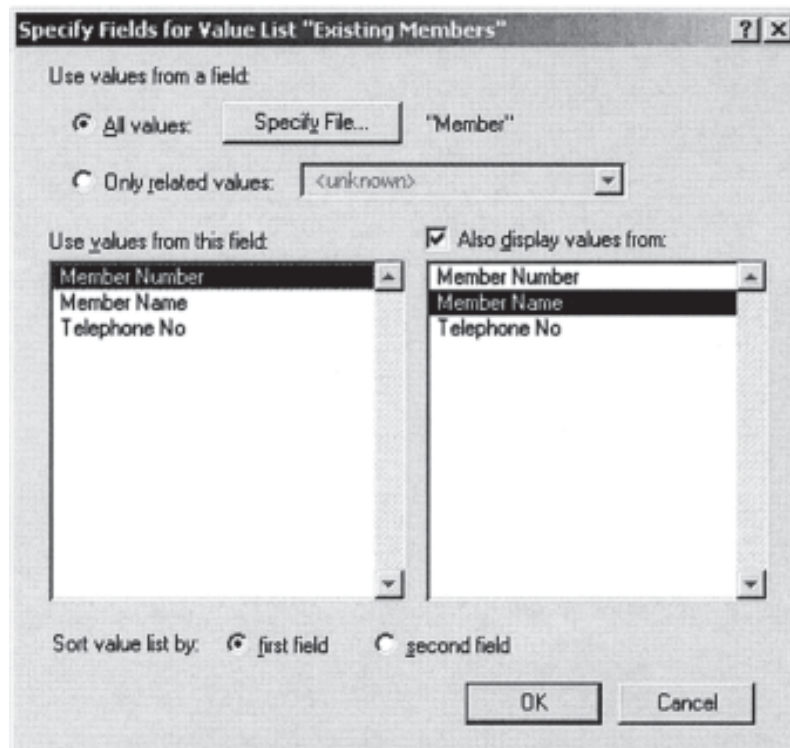 Specify Fields for Value List "Existing Members"
Use values from a field:
All values: Specify File... "Member"
Only related values: <unknown>
Use values from this field:
Member Number
Member Name
Telephone No
Also display values from:
Member Number
Member Name
Telephone No
Sort value list by: first field second field
OK Cancel